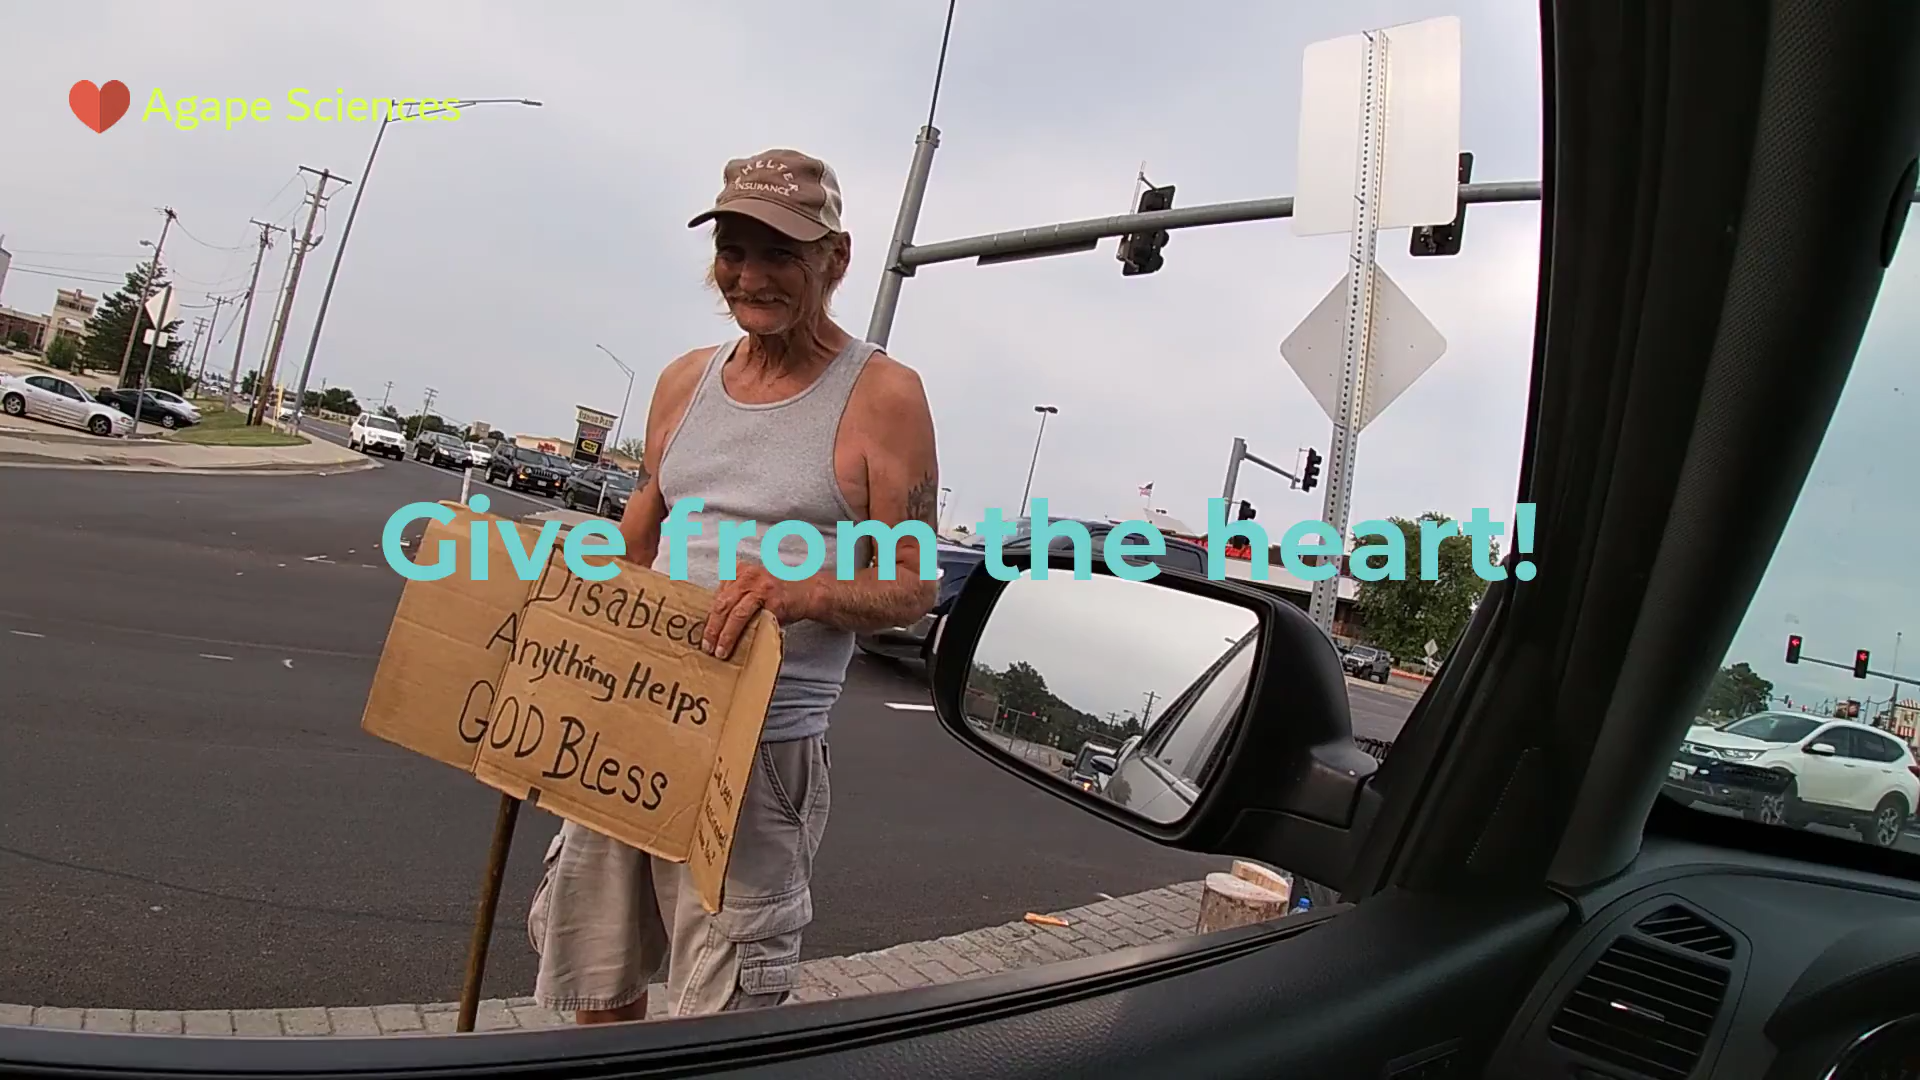 Agape Sciences
SHELTER
INSURANCE
Give from the heart!
Disabled
Anything Helps
GOD Bless